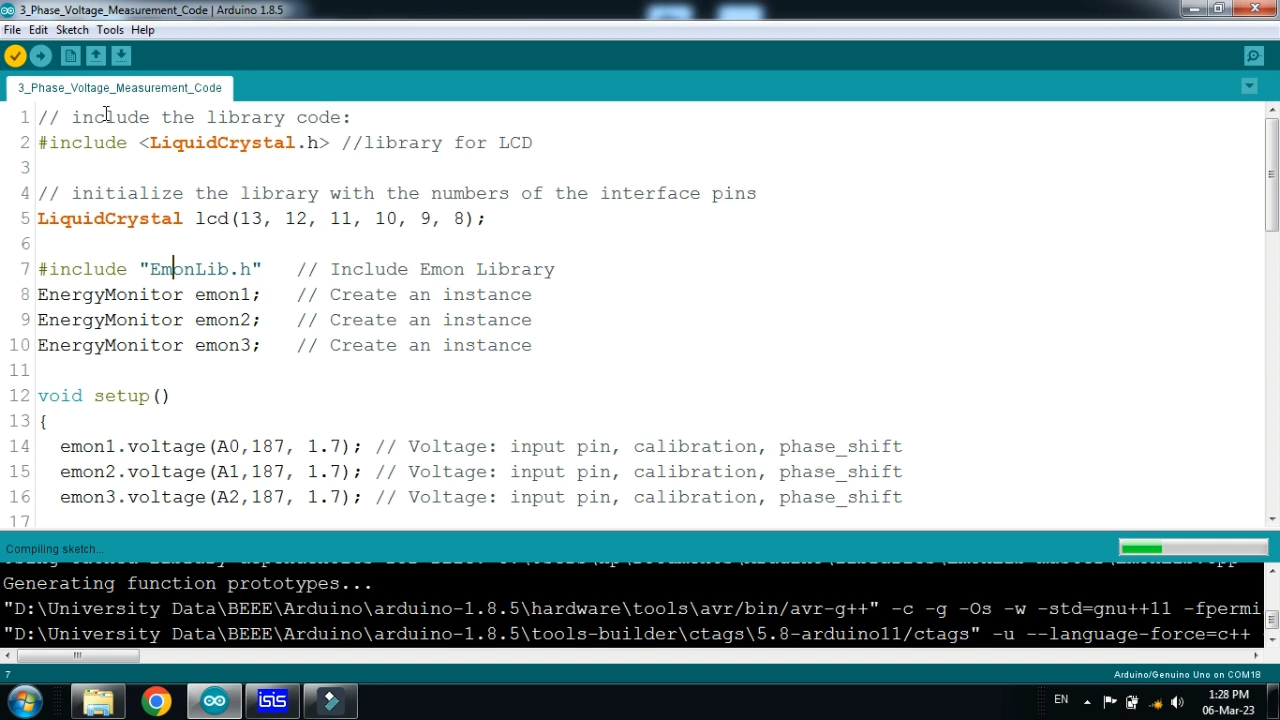 3_Phase_Voltage_Measurement_Code | Arduino 1.8.5
File Edit Sketch Tools Help
3_Phase_Voltage_Measurement_Code
1 // include the library code:
2 #include <LiquidCrystal.h> //library for LCD
3
4 // initialize the library with the numbers of the interface pins
5 LiquidCrystal lcd(13, 12, 11, 10, 9, 8);
6
7 #include "EmonLib.h" // Include Emon Library
8 EnergyMonitor emon1; // Create an instance
9 EnergyMonitor emon2; // Create an instance
10 EnergyMonitor emon3; // Create an instance
11
12 void setup()
13 {
14 emon1.voltage(A0,187, 1.7); // Voltage: input pin, calibration, phase_shift
15 emon2.voltage(A1,187, 1.7); // Voltage: input pin, calibration, phase_shift
16 emon3.voltage(A2,187, 1.7); // Voltage: input pin, calibration, phase_shift
17
Compiling sketch...
Generating function prototypes...
"D:\University Data\BEEE\Arduino\arduino-1.8.5\hardware\tools\avr/bin/avr-g++" -c -g -Os -w -std=gnu++11 -fpermi
"D:\University Data\BEEE\Arduino\arduino-1.8.5\tools-builder\ctags\5.8-arduino11/ctags" -u --language-force=c++
7
Arduino/Genuino Uno on COM18
isis
EN
1:28 PM
06-Mar-23